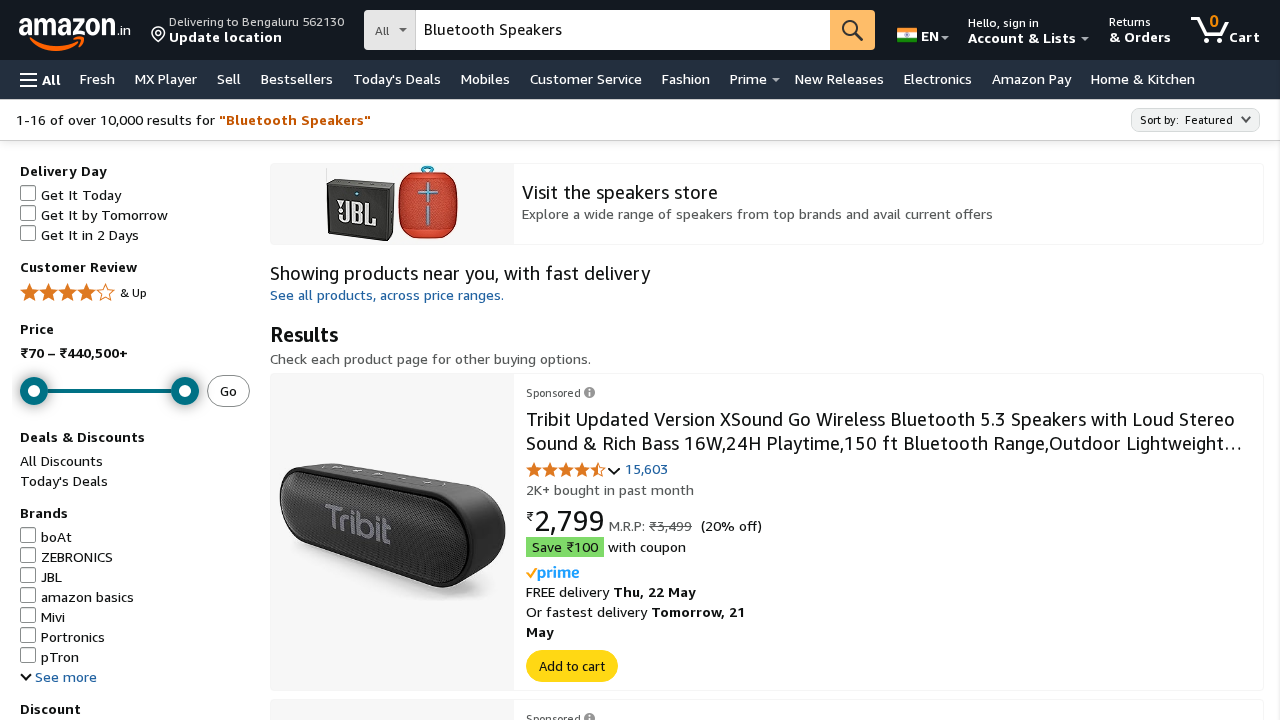 amazon.in
Delivering to Bengaluru 562130
Update location
All
Bluetooth Speakers
EN
Hello, sign in
Account & Lists
Returns
& Orders
0
Cart
All
Fresh
MX Player
Sell
Bestsellers
Today's Deals
Mobiles
Customer Service
Fashion
Prime
New Releases
Electronics
Amazon Pay
Home & Kitchen
1-16 of over 10,000 results for "Bluetooth Speakers"
Sort by: Featured
Delivery Day
Get It Today
Get It by Tomorrow
Get It in 2 Days
Customer Review
& Up
Price
₹70 – ₹440,500+
Go
Deals & Discounts
All Discounts
Today's Deals
Brands
boAt
ZEBRONICS
JBL
amazon basics
Mivi
Portronics
pTron
See more
Discount
JBL
Visit the speakers store
Explore a wide range of speakers from top brands and avail current offers
Showing products near you, with fast delivery
See all products, across price ranges.
Results
Check each product page for other buying options.
Tribit
Sponsored
Tribit Updated Version XSound Go Wireless Bluetooth 5.3 Speakers with Loud Stereo
Sound & Rich Bass 16W,24H Playtime,150 ft Bluetooth Range,Outdoor Lightweight…
15,603
2K+ bought in past month
₹2,799 M.R.P: ₹3,499 (20% off)
Save ₹100 with coupon
prime
FREE delivery Thu, 22 May
Or fastest delivery Tomorrow, 21
May
Add to cart
Sponsored